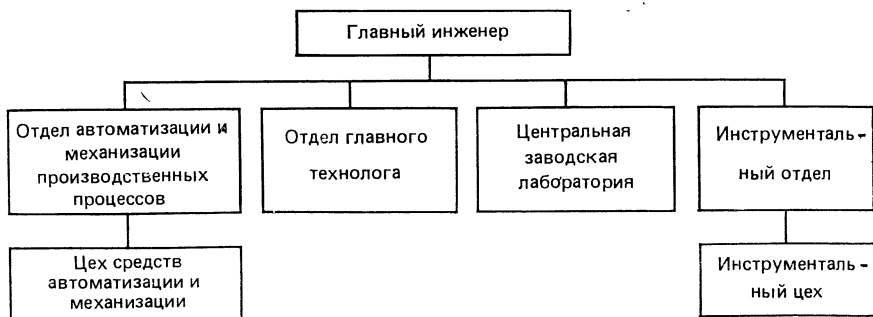 Главный инженер
Отдел автоматизации и
механизации
производственных
процессов
Отдел главного
технолога
Центральная
заводская
лаборатория
Инструменталь-
ный отдел
Цех средств
автоматизации и
механизации
Инструменталь-
ный цех